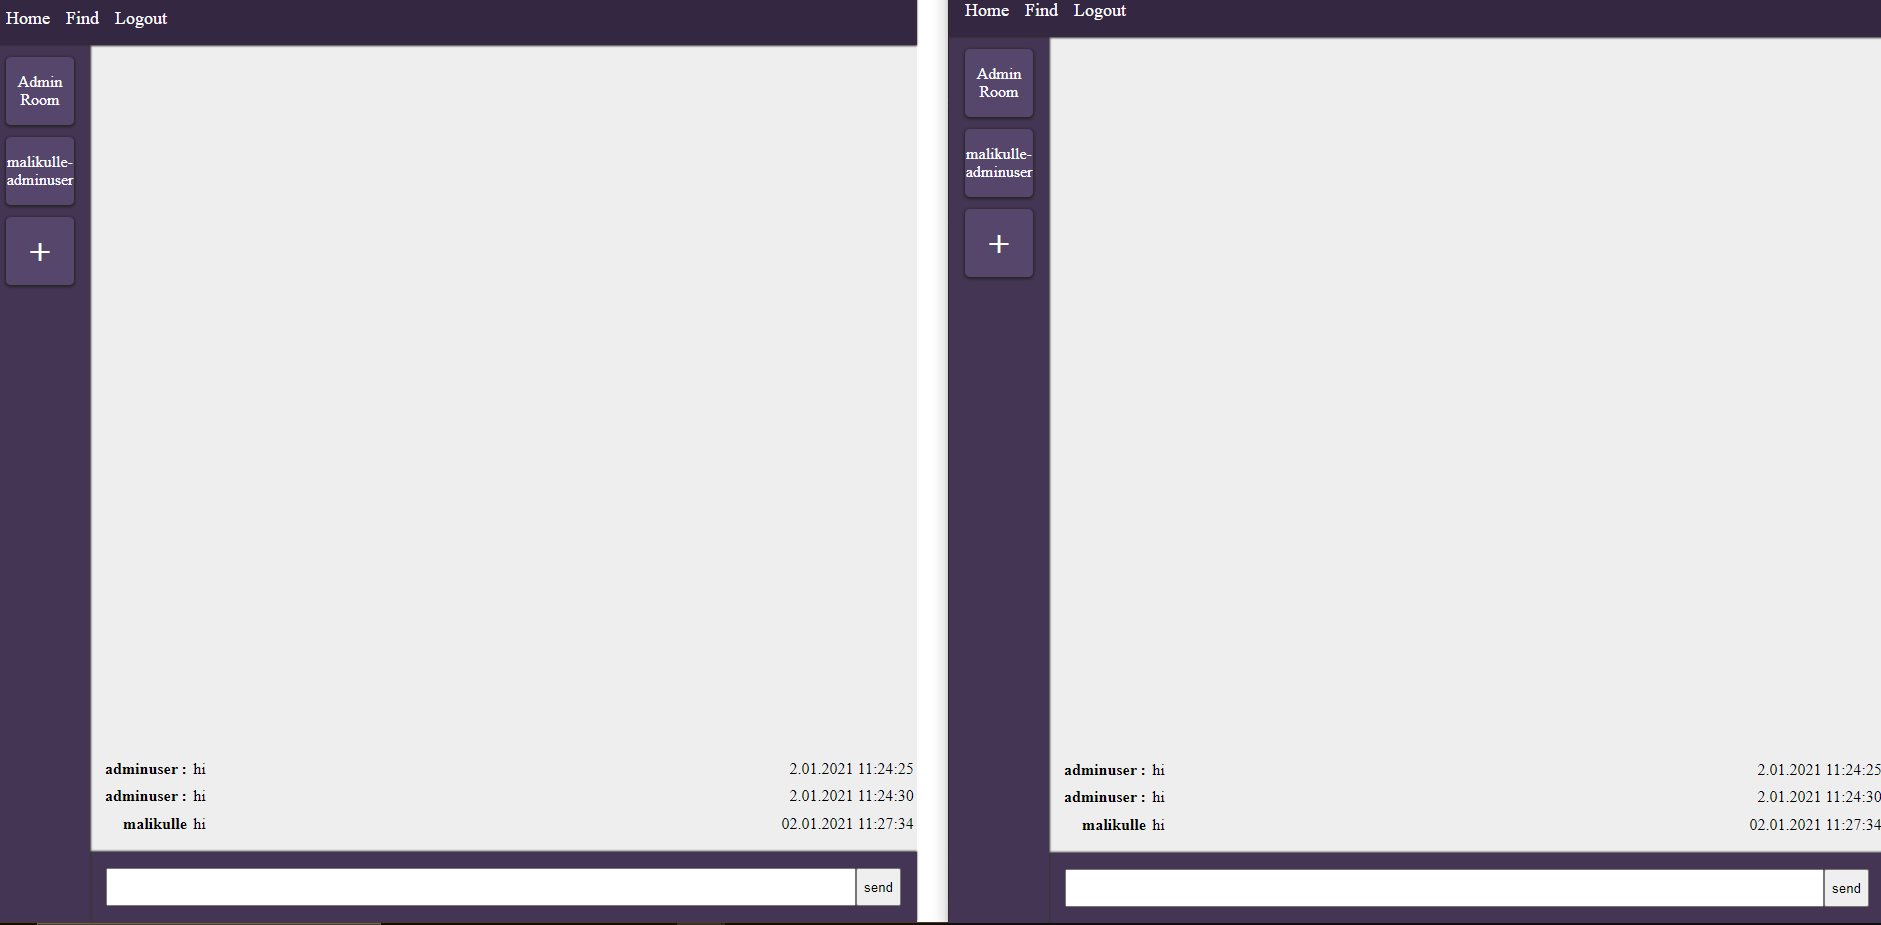 Home Find Logout
Admin
Room
malikulle-
adminuser
+
adminuser : hi 2.01.2021 11:24:25
adminuser : hi 2.01.2021 11:24:30
malikulle hi 02.01.2021 11:27:34
send
Home Find Logout
Admin
Room
malikulle-
adminuser
+
adminuser : hi 2.01.2021 11:24:25
adminuser : hi 2.01.2021 11:24:30
malikulle hi 02.01.2021 11:27:34
send